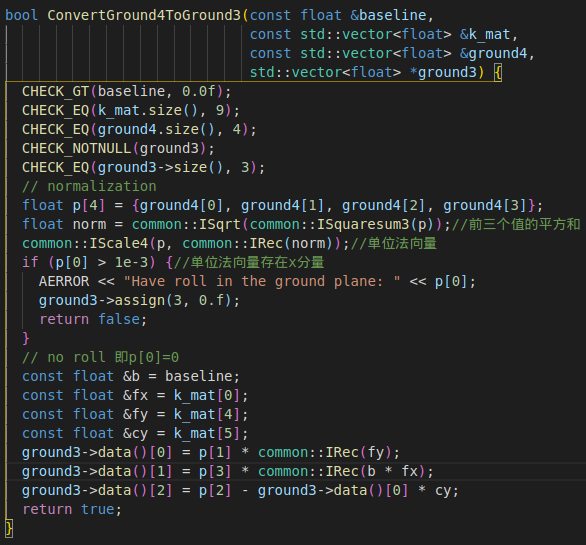 bool ConvertGround4ToGround3(const float &baseline,
                             const std::vector<float> &k_mat,
                             const std::vector<float> &ground4,
                             std::vector<float> *ground3) {
  CHECK_GT(baseline, 0.0f);
  CHECK_EQ(k_mat.size(), 9);
  CHECK_EQ(ground4.size(), 4);
  CHECK_NOTNULL(ground3);
  CHECK_EQ(ground3->size(), 3);
  // normalization
  float p[4] = {ground4[0], ground4[1], ground4[2], ground4[3]};
  float norm = common::ISqrt(common::ISquaresum3(p));//前三个值的平方和
  common::IScale4(p, common::IRec(norm));//单位法向量
  if (p[0] > 1e-3) {//单位法向量存在x分量
    AERROR << "Have roll in the ground plane: " << p[0];
    ground3->assign(3, 0.f);
    return false;
  }
  // no roll 即p[0]=0
  const float &b = baseline;
  const float &fx = k_mat[0];
  const float &fy = k_mat[4];
  const float &cy = k_mat[5];
  ground3->data()[0] = p[1] * common::IRec(fy);
  ground3->data()[1] = p[3] * common::IRec(b * fx);
  ground3->data()[2] = p[2] - ground3->data()[0] * cy;
  return true;
}